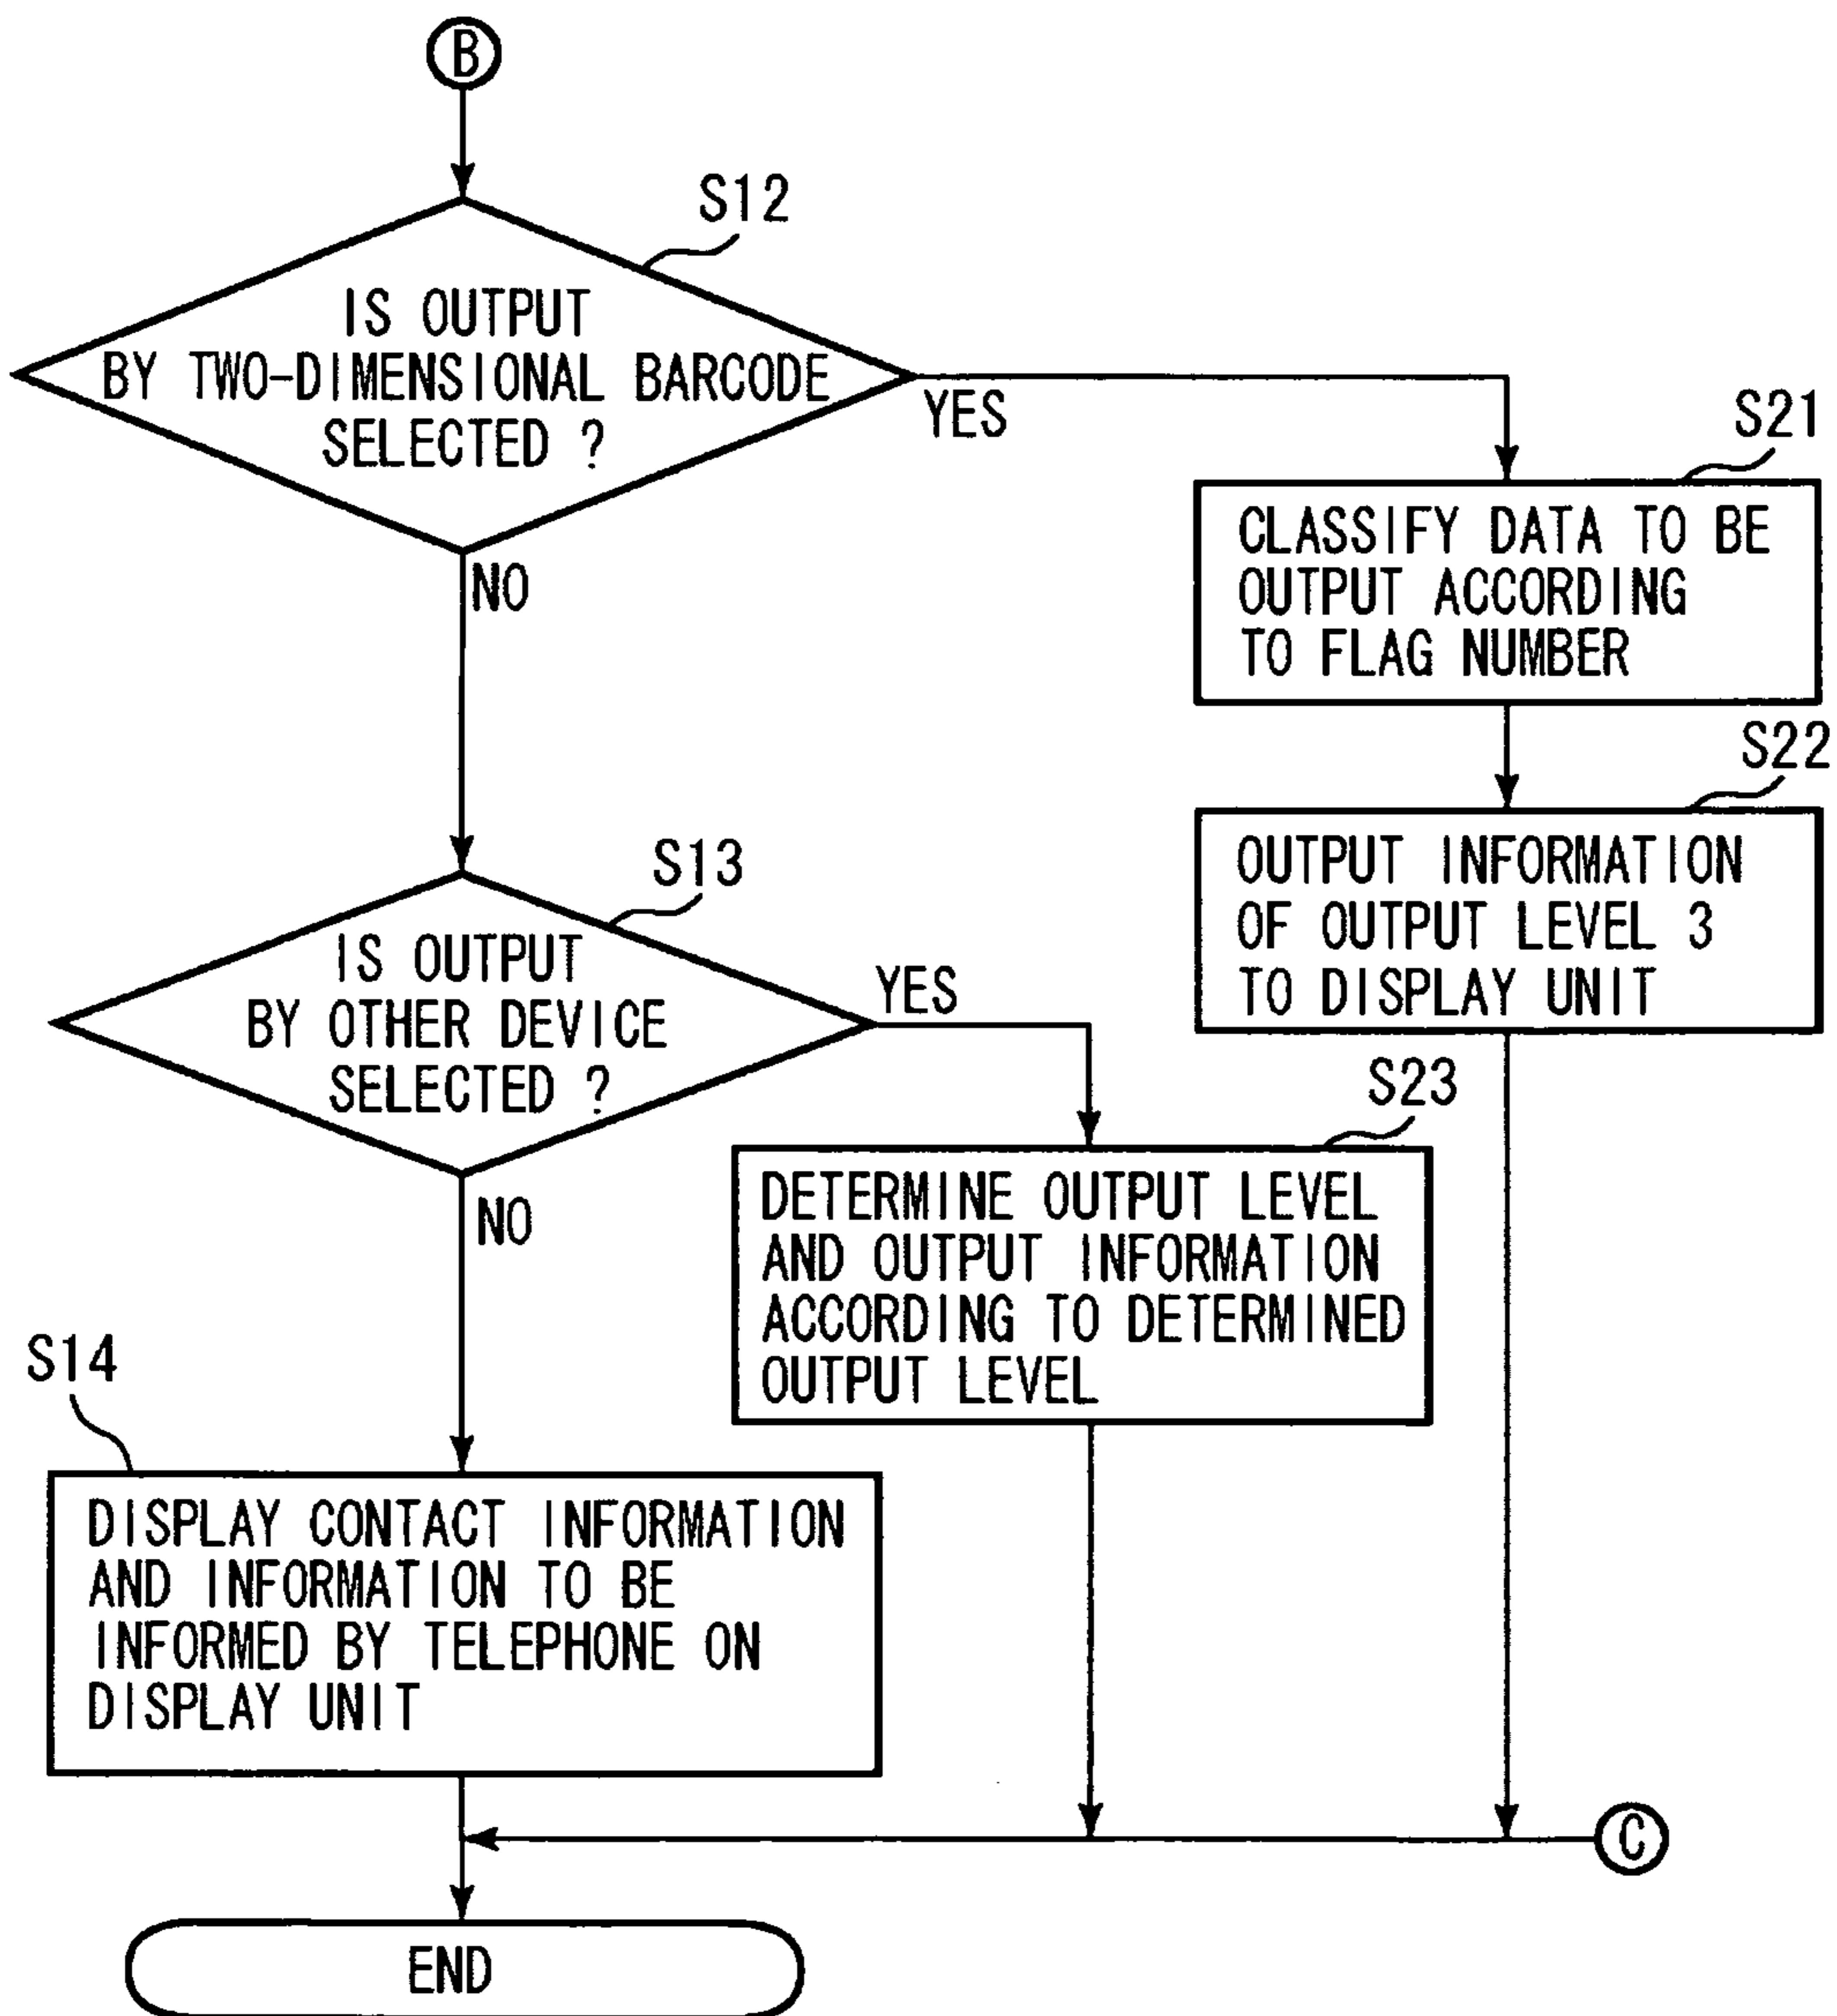 B
S12
IS OUTPUT
BY TWO-DIMENSIONAL BARCODE
SELECTED ?
YES
NO
S21
CLASSIFY DATA TO BE
OUTPUT ACCORDING
TO FLAG NUMBER
S22
OUTPUT INFORMATION
OF OUTPUT LEVEL 3
TO DISPLAY UNIT
S13
IS OUTPUT
BY OTHER DEVICE
SELECTED ?
YES
NO
S23
DETERMINE OUTPUT LEVEL
AND OUTPUT INFORMATION
ACCORDING TO DETERMINED
OUTPUT LEVEL
S14
DISPLAY CONTACT INFORMATION
AND INFORMATION TO BE
INFORMED BY TELEPHONE ON
DISPLAY UNIT
C
END